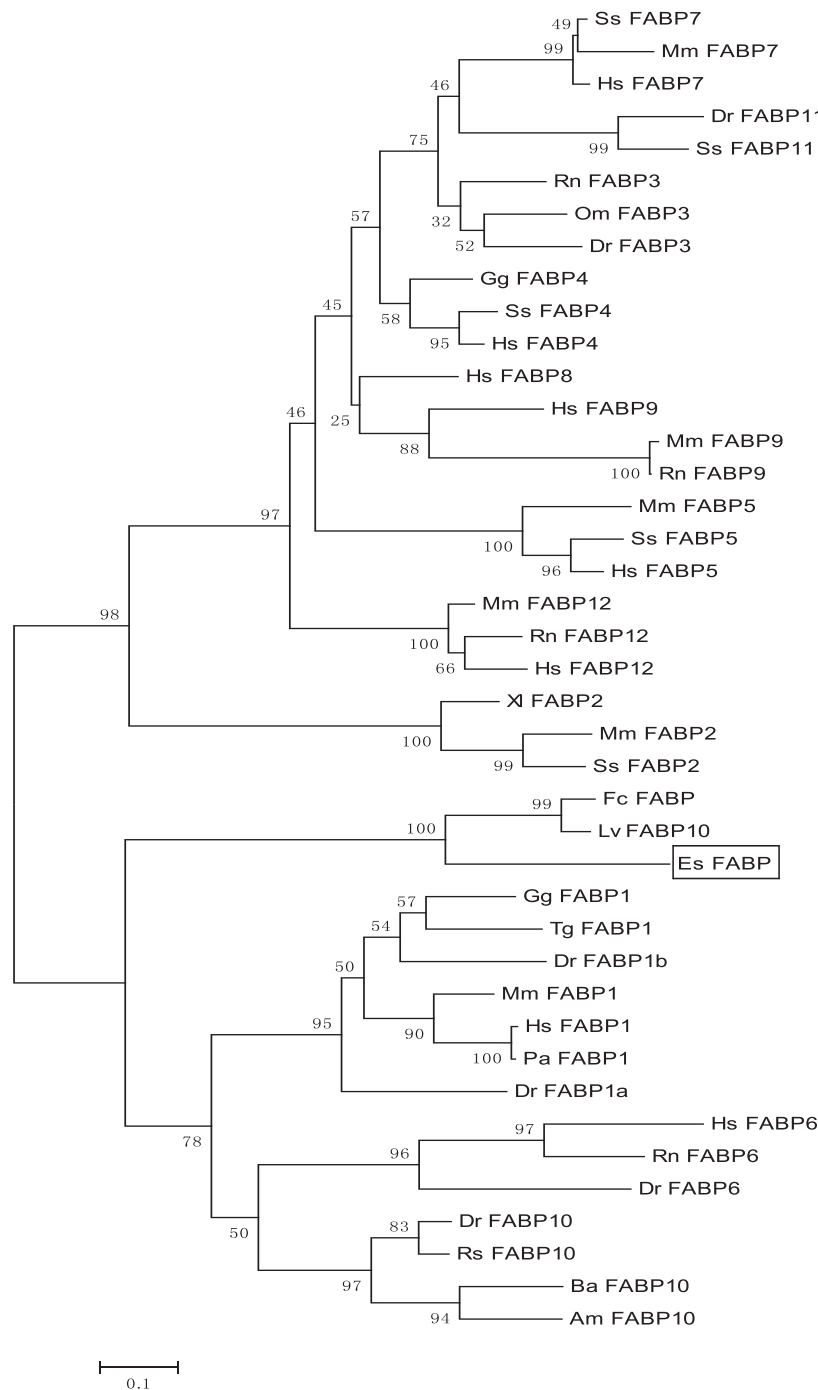 49
Ss FABP7
99
Mm FABP7
Hs FABP7
46
Dr FABP11
99
Ss FABP11
75
Rn FABP3
32
Om FABP3
52
Dr FABP3
57
Gg FABP4
58
Ss FABP4
95
Hs FABP4
45
Hs FABP8
25
Hs FABP9
88
Mm FABP9
100
Rn FABP9
46
Mm FABP5
100
Ss FABP5
96
Hs FABP5
97
Mm FABP12
100
Rn FABP12
66
Hs FABP12
98
Xl FABP2
100
Mm FABP2
99
Ss FABP2
99
Fc FABP
100
Lv FABP10
Es FABP
57
Gg FABP1
54
Tg FABP1
Dr FABP1b
50
Mm FABP1
90
Hs FABP1
100
Pa FABP1
95
Dr FABP1a
78
97
Hs FABP6
96
Rn FABP6
Dr FABP6
50
83
Dr FABP10
Rs FABP10
97
Ba FABP10
94
Am FABP10
0.1